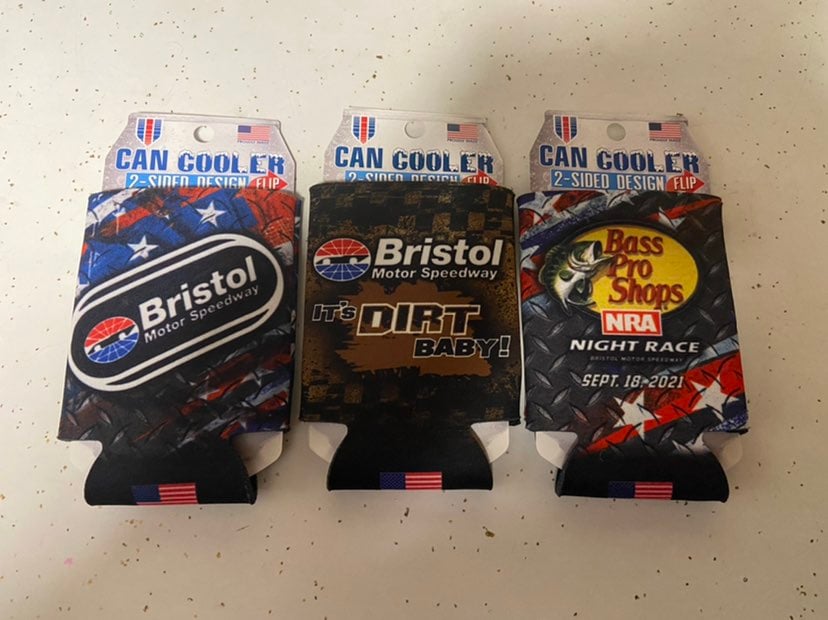 CAN COOLER
2-SIDED DESIGN FLIP
Bristol
Motor Speedway
CAN COOLER
2-SIDED DESIGN FLIP
Bristol
Motor Speedway
IT'S DIRT
BABY!
CAN COOLER
2-SIDED DESIGN FLIP
Bass
Pro
Shops
NRA
NIGHT RACE
BRISTOL MOTOR SPEEDWAY
SEPT. 18. 2021